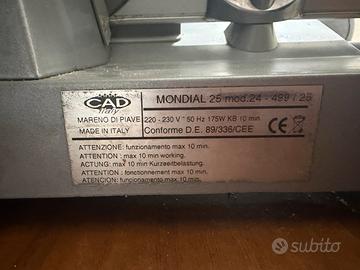 CAD
italy
MONDIAL 25 mod.24 - 499 / 25
MARENO DI PIAVE
220 - 230 V~ 50 Hz 175W KB 10 min
MADE IN ITALY
Conforme D.E. 89/336/CEE
CE
ATTENZIONE: funzionamento max 10 min.
ATTENTION : max 10 min working.
ACTUNG: max 10 min Kurzzeitbelastung.
ATTENTION : fonctionnement max 10 min.
ATENCION: funcionamiento max 10 min.
subito